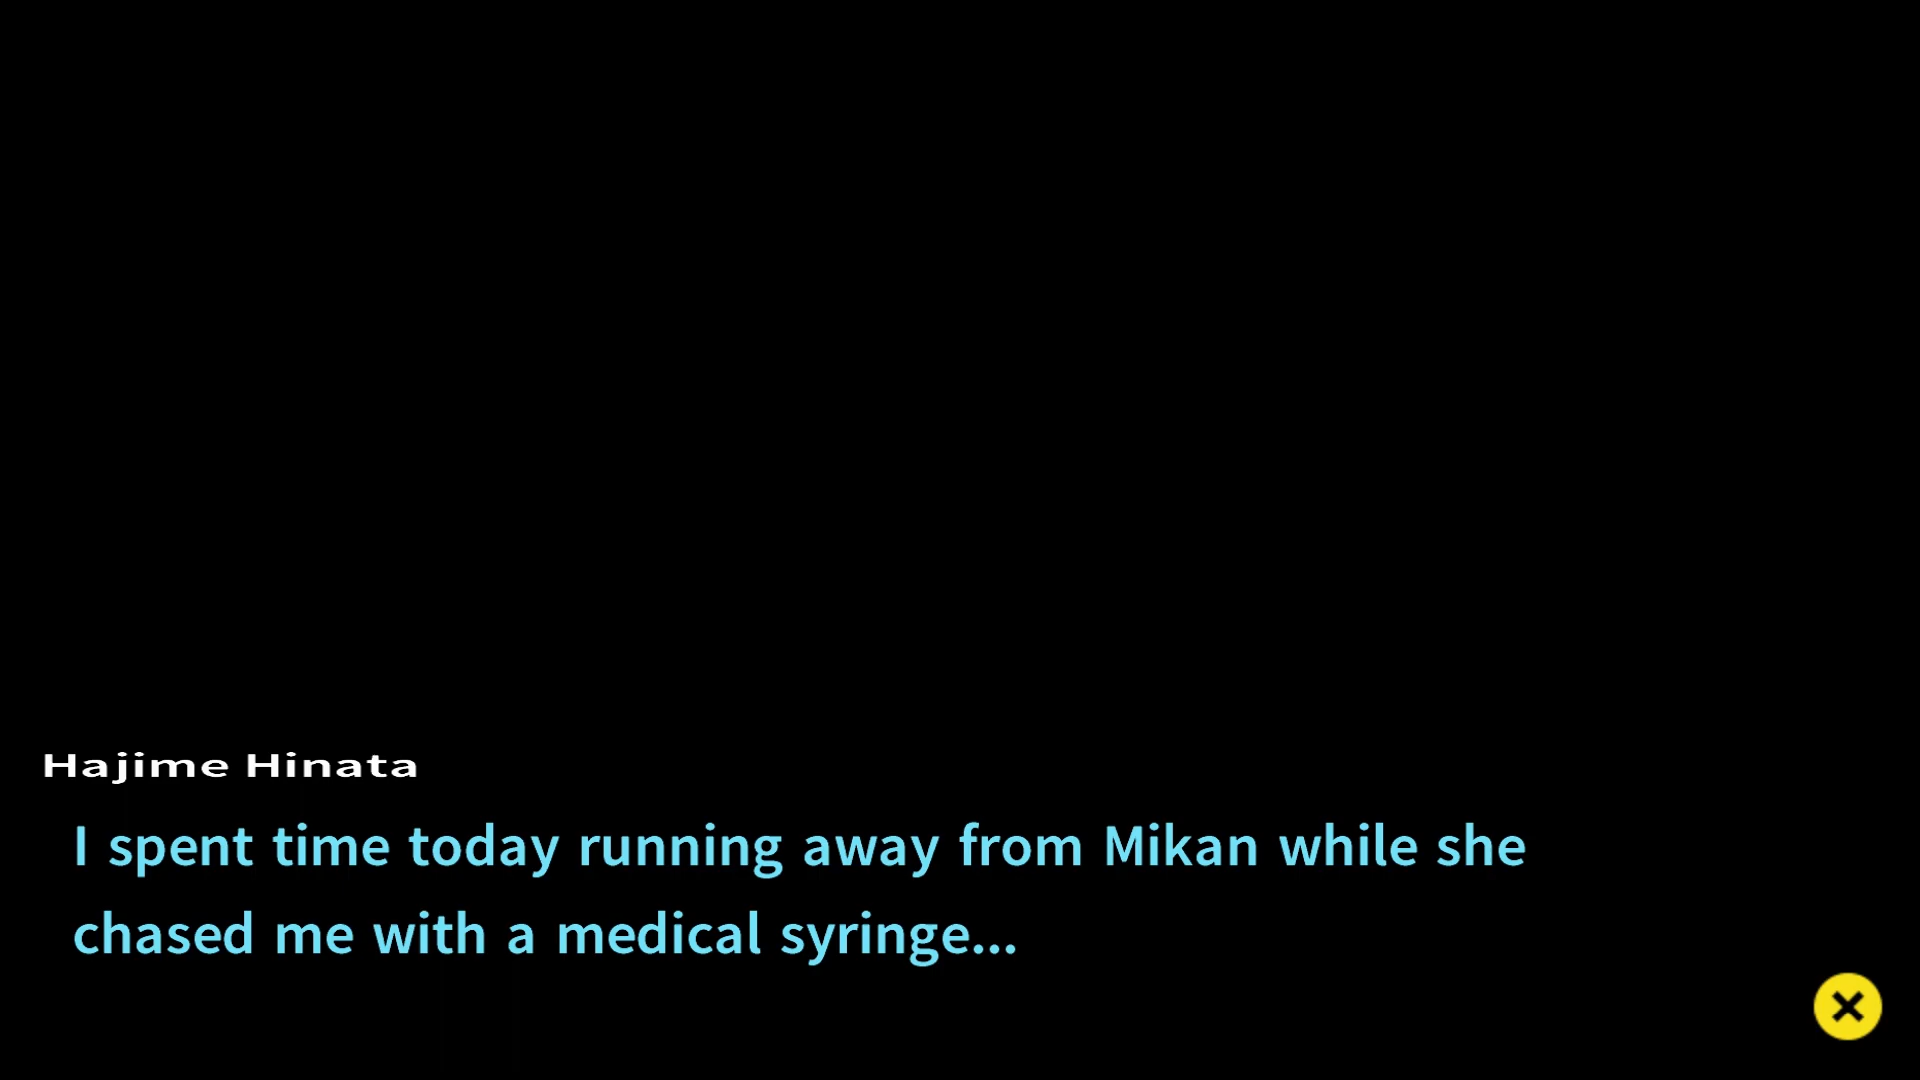 Hajime Hinata
I spent time today running away from Mikan while she
chased me with a medical syringe...